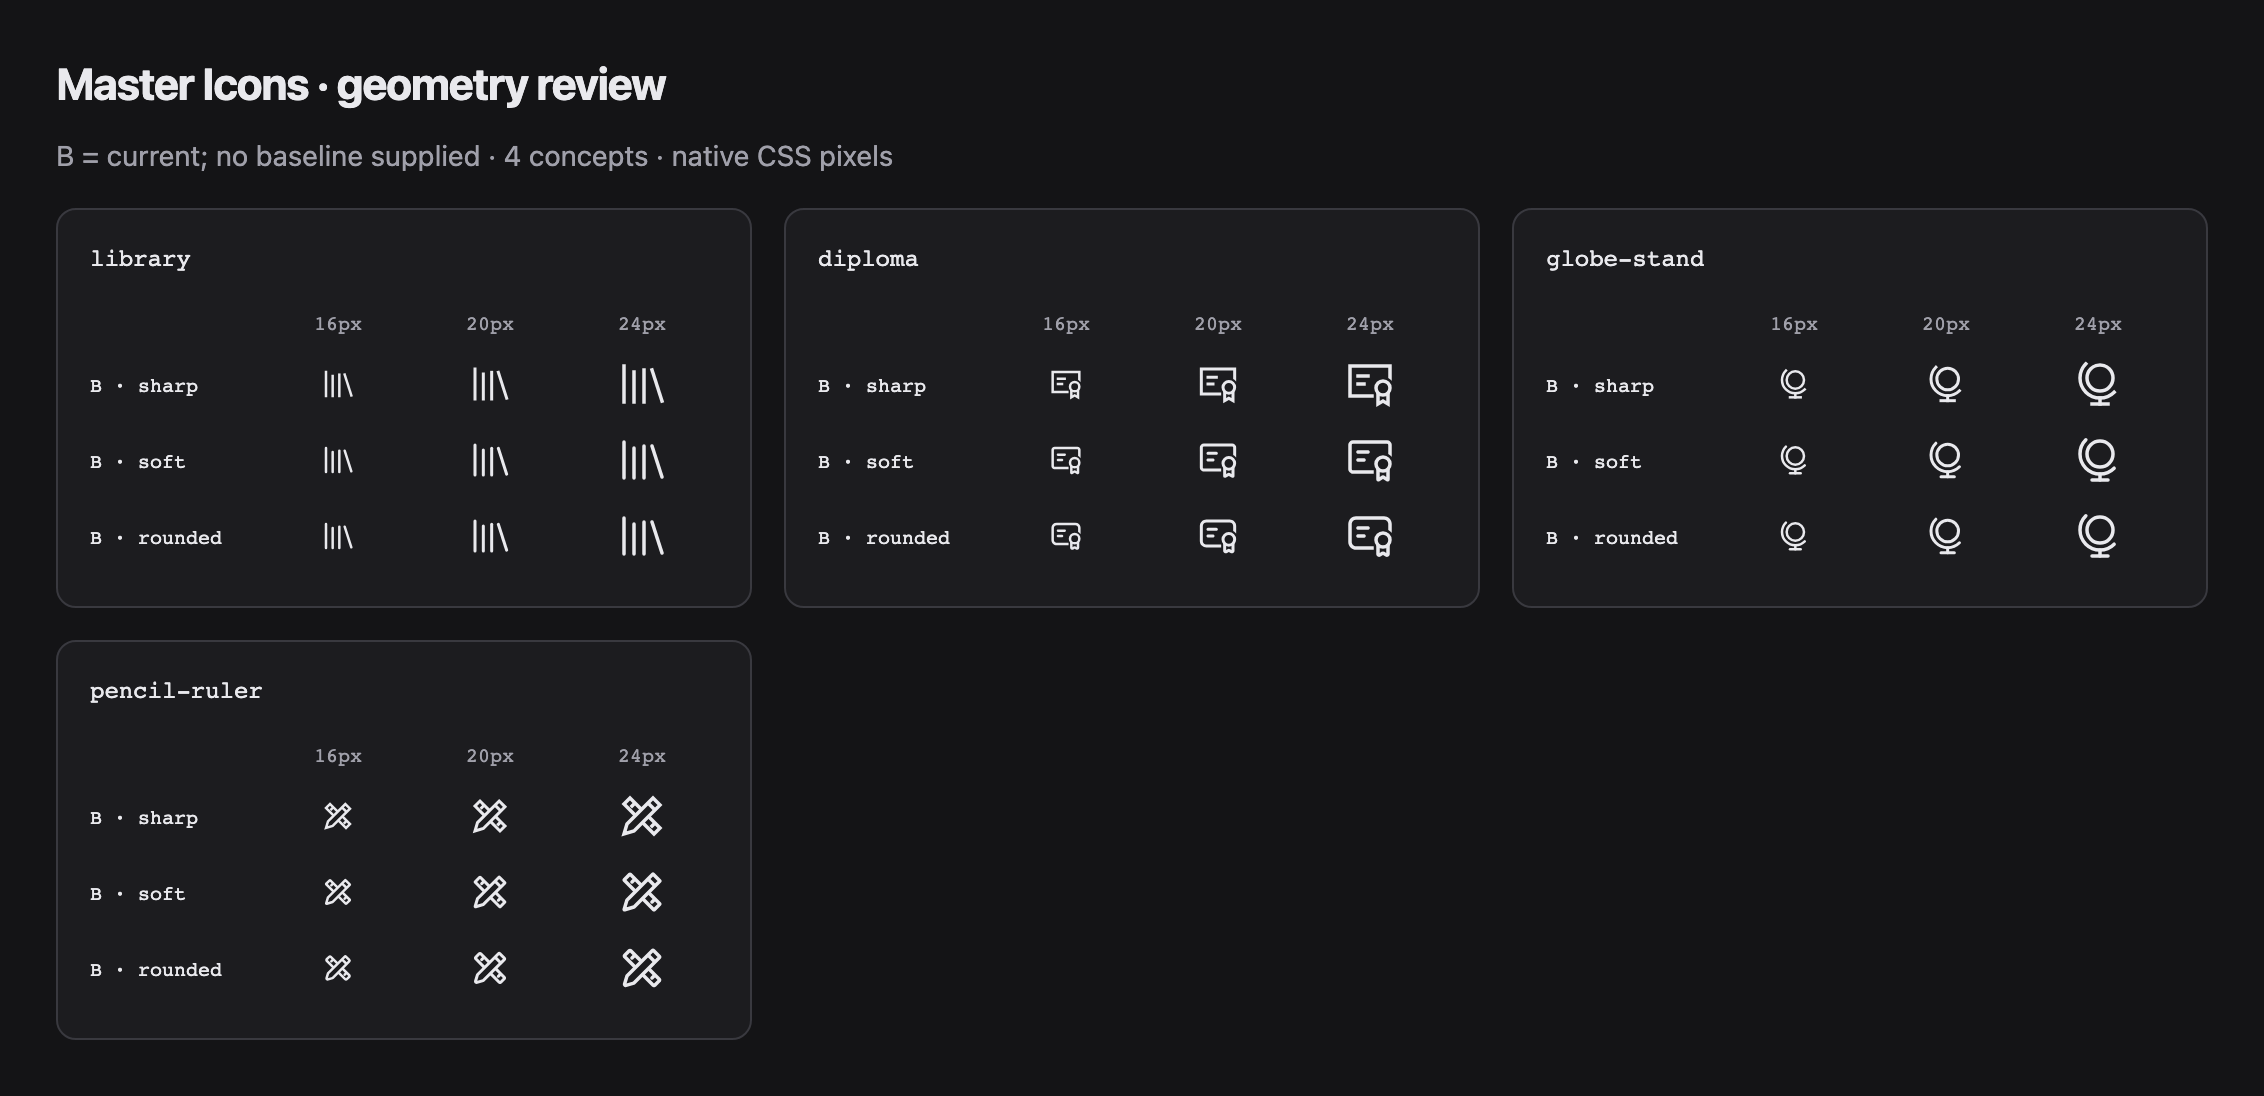 Master Icons · geometry review
B = current; no baseline supplied · 4 concepts · native CSS pixels
library
16px 20px 24px
B · sharp
B · soft
B · rounded
diploma
16px 20px 24px
B · sharp
B · soft
B · rounded
globe-stand
16px 20px 24px
B · sharp
B · soft
B · rounded
pencil-ruler
16px 20px 24px
B · sharp
B · soft
B · rounded